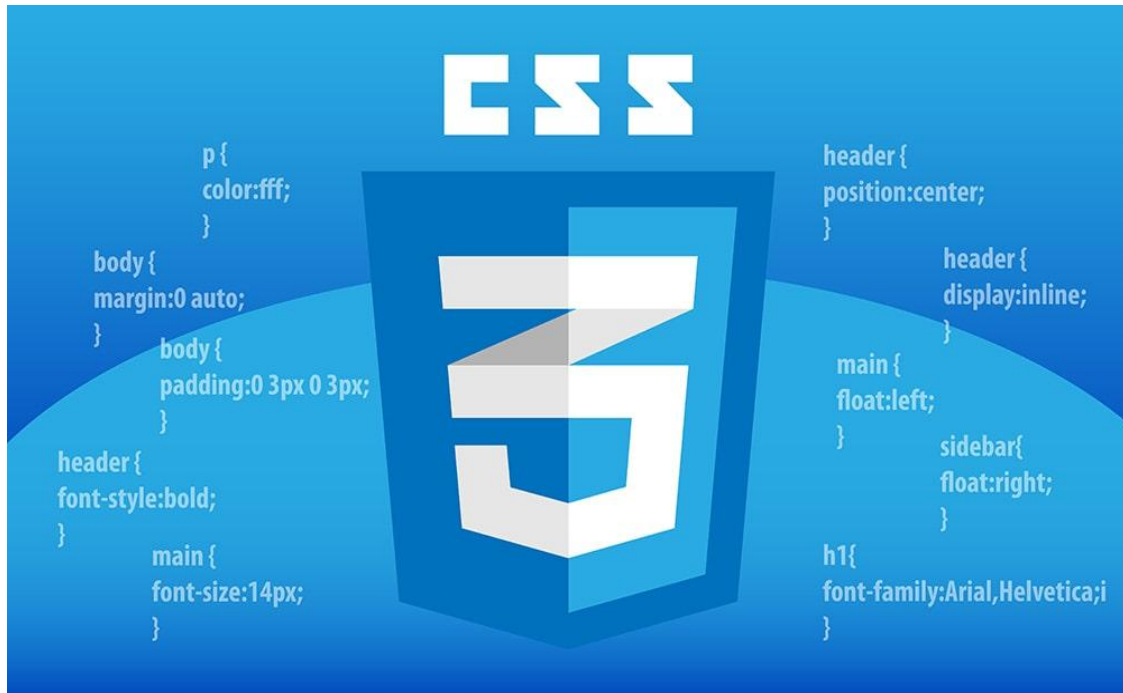 CSS
p {
color:fff;
}
body {
margin:0 auto;
}
body {
padding:0 3px 0 3px;
}
header {
font-style:bold;
}
main {
font-size:14px;
}
3
header {
position:center;
}
header {
display:inline;
}
main {
float:left;
}
sidebar{
float:right;
}
h1{
font-family:Arial,Helvetica;i
}